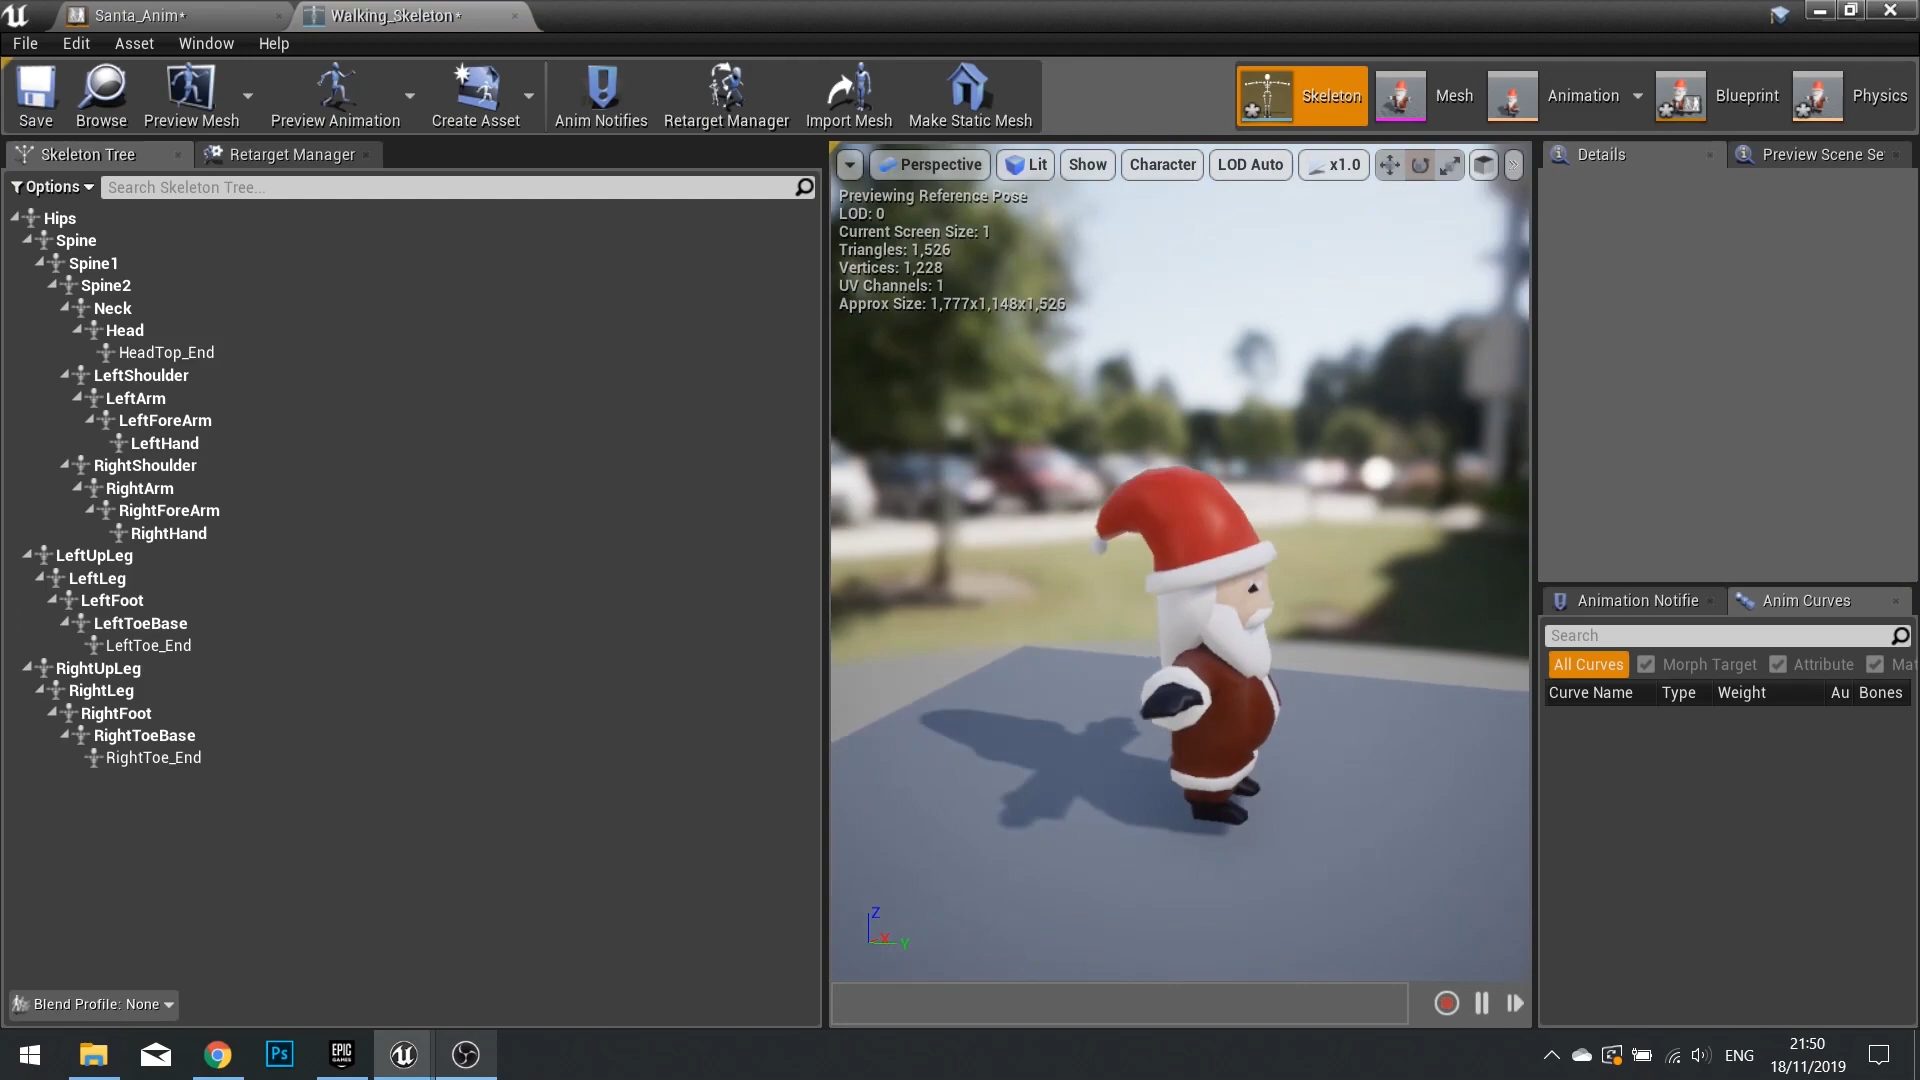 Santa_Anim*
Walking_Skeleton*
File Edit Asset Window Help
Save Browse Preview Mesh Preview Animation Create Asset Anim Notifies Retarget Manager Import Mesh Make Static Mesh
Skeleton Mesh Animation Blueprint Physics
Skeleton Tree Retarget Manager
Options Search Skeleton Tree...
Hips
Spine
Spine1
Spine2
Neck
Head
HeadTop_End
LeftShoulder
LeftArm
LeftForeArm
LeftHand
RightShoulder
RightArm
RightForeArm
RightHand
LeftUpLeg
LeftLeg
LeftFoot
LeftToeBase
LeftToe_End
RightUpLeg
RightLeg
RightFoot
RightToeBase
RightToe_End
Blend Profile: None
Perspective Lit Show Character LOD Auto x1.0
Previewing Reference Pose
LOD: 0
Current Screen Size: 1
Triangles: 1,526
Vertices: 1,228
UV Channels: 1
Approx Size: 1,777x1,148x1,526
Z
X Y
Details Preview Scene Se
Animation Notifie Anim Curves
Search
All Curves Morph Target Attribute Mat
Curve Name Type Weight Au Bones
Ps
EPIC
GAMES
ENG
21:50
18/11/2019